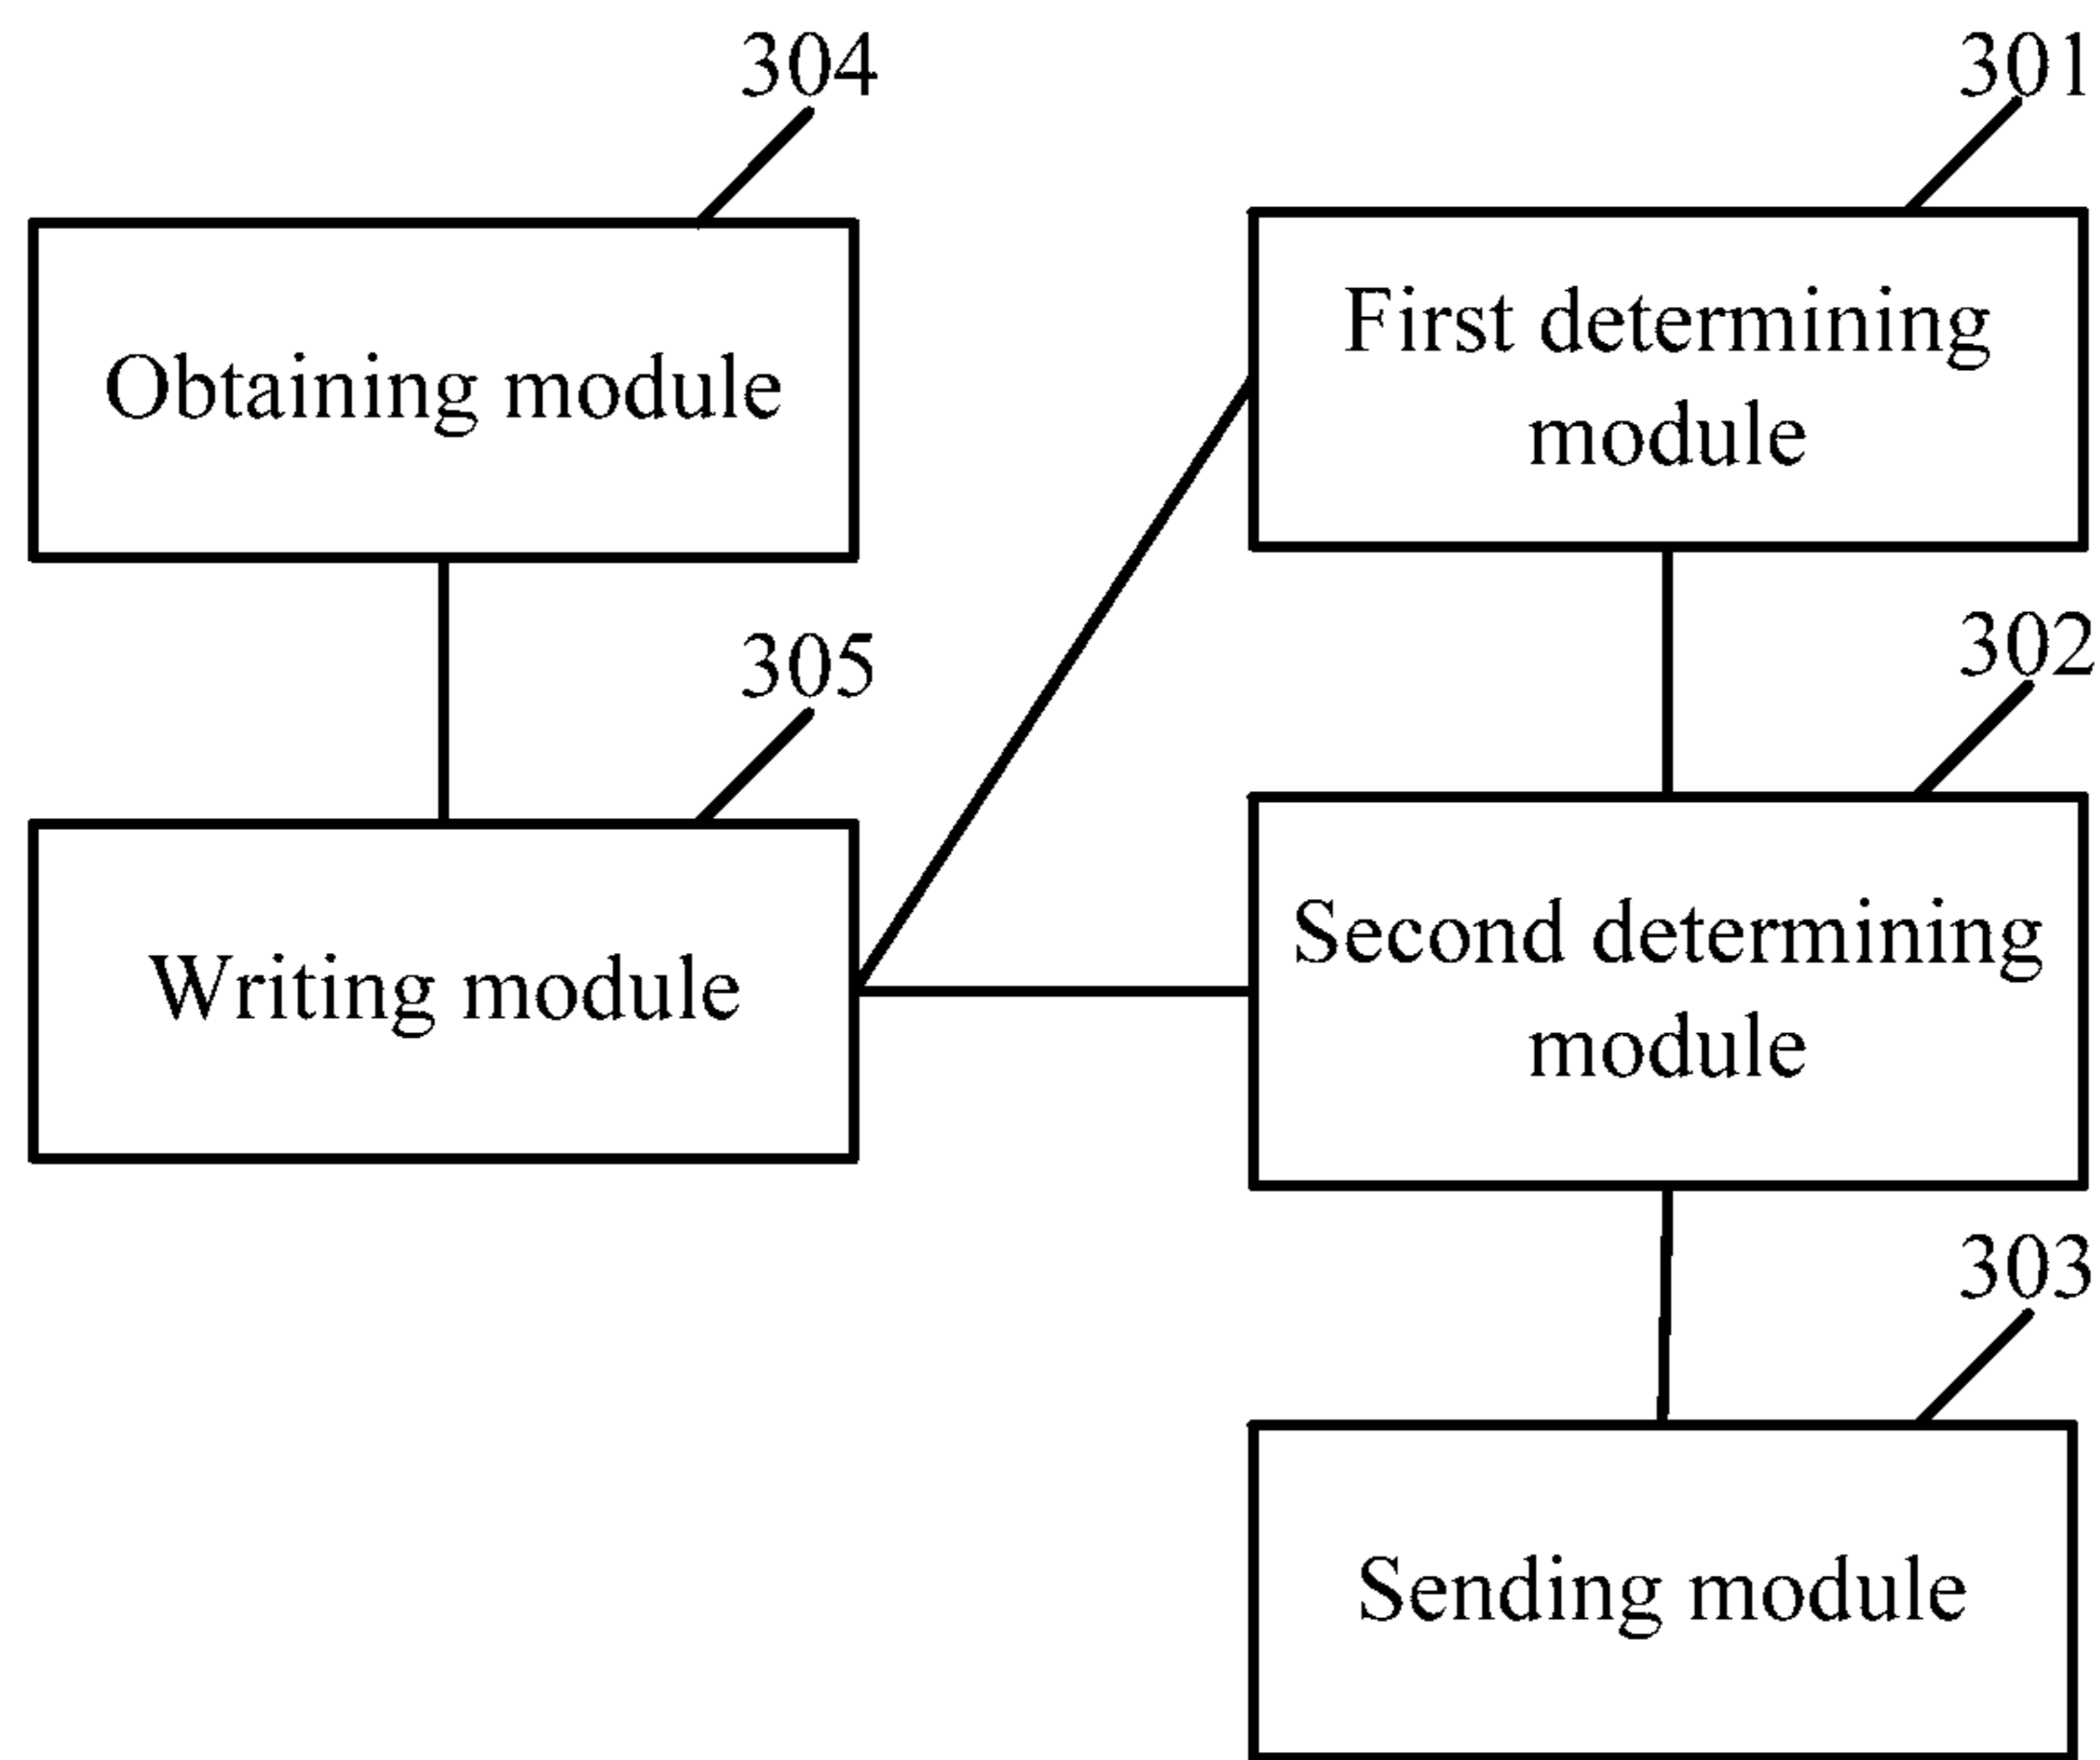 304
301
Obtaining module
First determining
module
305
302
Writing module
Second determining
module
303
Sending module